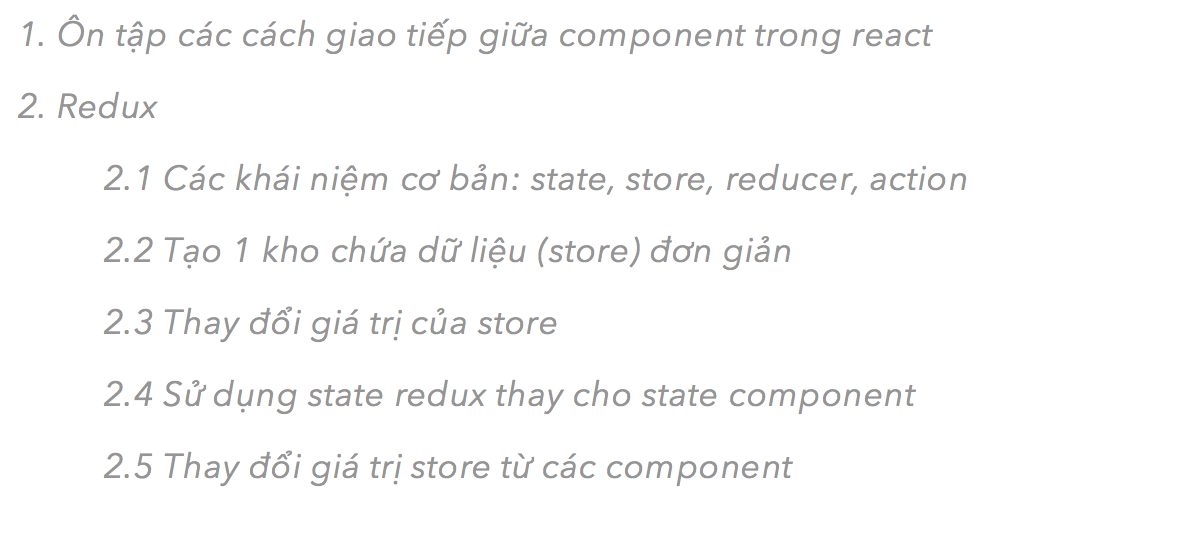 1. Ôn tập các cách giao tiếp giữa component trong react
2. Redux
2.1 Các khái niệm cơ bản: state, store, reducer, action
2.2 Tạo 1 kho chứa dữ liệu (store) đơn giản
2.3 Thay đổi giá trị của store
2.4 Sử dụng state redux thay cho state component
2.5 Thay đổi giá trị store từ các component